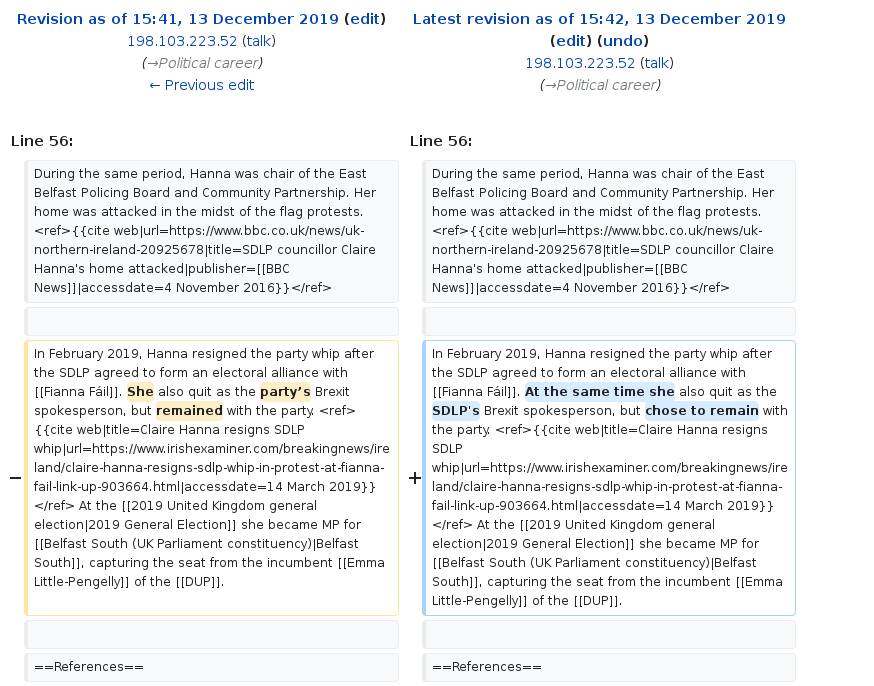 Revision as of 15:41, 13 December 2019 (edit)
198.103.223.52 (talk)
(→Political career)
← Previous edit
Latest revision as of 15:42, 13 December 2019
(edit) (undo)
198.103.223.52 (talk)
(→Political career)
Line 56:
Line 56:
During the same period, Hanna was chair of the East
Belfast Policing Board and Community Partnership. Her
home was attacked in the midst of the flag protests.
<ref>{{cite web|url=https://www.bbc.co.uk/news/uk-
northern-ireland-20925678|title=SDLP councillor Claire
Hanna's home attacked|publisher=[[BBC
News]]|accessdate=4 November 2016}}</ref>
During the same period, Hanna was chair of the East
Belfast Policing Board and Community Partnership. Her
home was attacked in the midst of the flag protests.
<ref>{{cite web|url=https://www.bbc.co.uk/news/uk-
northern-ireland-20925678|title=SDLP councillor Claire
Hanna's home attacked|publisher=[[BBC
News]]|accessdate=4 November 2016}}</ref>
−
In February 2019, Hanna resigned the party whip after
the SDLP agreed to form an electoral alliance with
[[Fianna Fáil]]. She also quit as the party’s Brexit
spokesperson, but remained with the party. <ref>
{{cite web|title=Claire Hanna resigns SDLP
whip|url=https://www.irishexaminer.com/breakingnews/ire
land/claire-hanna-resigns-sdlp-whip-in-protest-at-fianna-
fail-link-up-903664.html|accessdate=14 March 2019}}
</ref> At the [[2019 United Kingdom general
election|2019 General Election]] she became MP for
[[Belfast South (UK Parliament constituency)|Belfast
South]], capturing the seat from the incumbent [[Emma
Little-Pengelly]] of the [[DUP]].
+
In February 2019, Hanna resigned the party whip after
the SDLP agreed to form an electoral alliance with
[[Fianna Fáil]]. At the same time she also quit as the
SDLP's Brexit spokesperson, but chose to remain with
the party. <ref>{{cite web|title=Claire Hanna resigns
SDLP
whip|url=https://www.irishexaminer.com/breakingnews/ire
land/claire-hanna-resigns-sdlp-whip-in-protest-at-fianna-
fail-link-up-903664.html|accessdate=14 March 2019}}
</ref> At the [[2019 United Kingdom general
election|2019 General Election]] she became MP for
[[Belfast South (UK Parliament constituency)|Belfast
South]], capturing the seat from the incumbent [[Emma
Little-Pengelly]] of the [[DUP]].
==References==
==References==